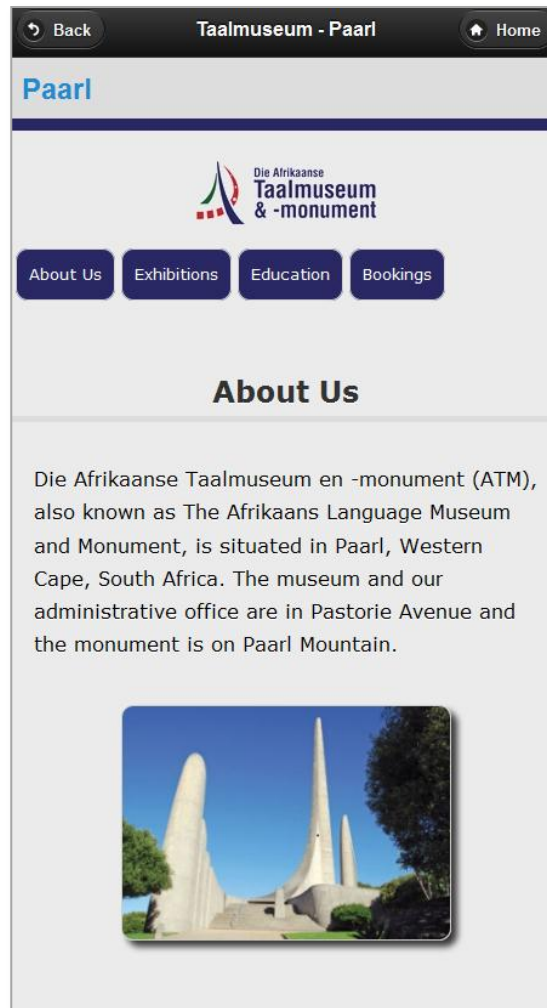 Back
Taalmuseum - Paarl
Home
Paarl
Die Afrikaanse
Taalmuseum
& -monument
About Us
Exhibitions
Education
Bookings
About Us
Die Afrikaanse Taalmuseum en -monument (ATM),
also known as The Afrikaans Language Museum
and Monument, is situated in Paarl, Western
Cape, South Africa. The museum and our
administrative office are in Pastorie Avenue and
the monument is on Paarl Mountain.